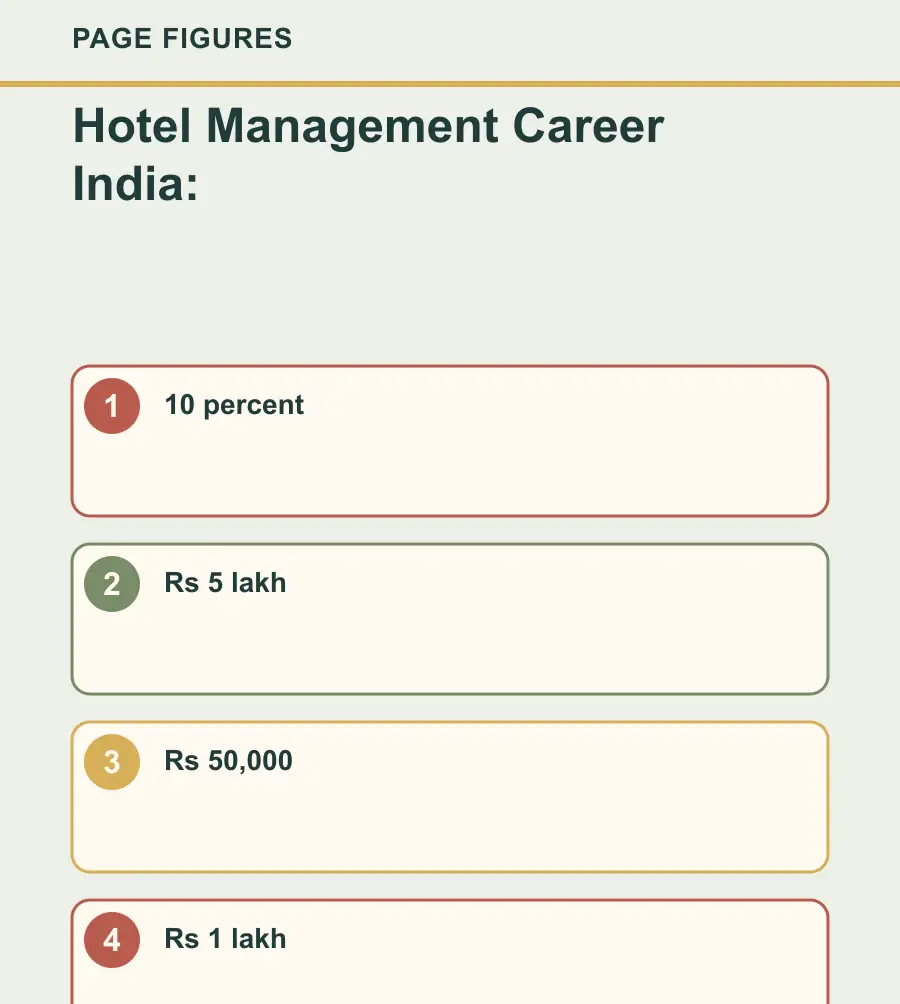 PAGE FIGURES
Hotel Management Career
India:
1 10 percent
2 Rs 5 lakh
3 Rs 50,000
4 Rs 1 lakh